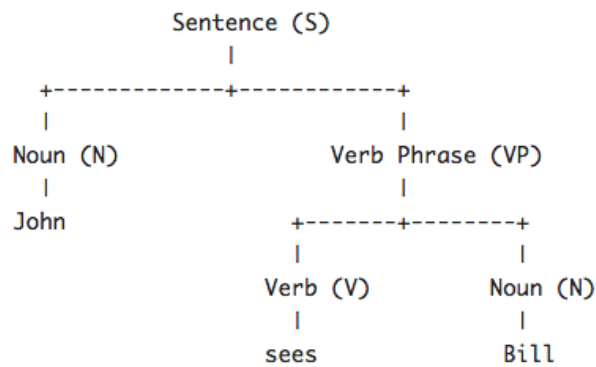 Sentence (S)
Noun (N) Verb Phrase (VP)
John
Verb (V) Noun (N)
sees Bill